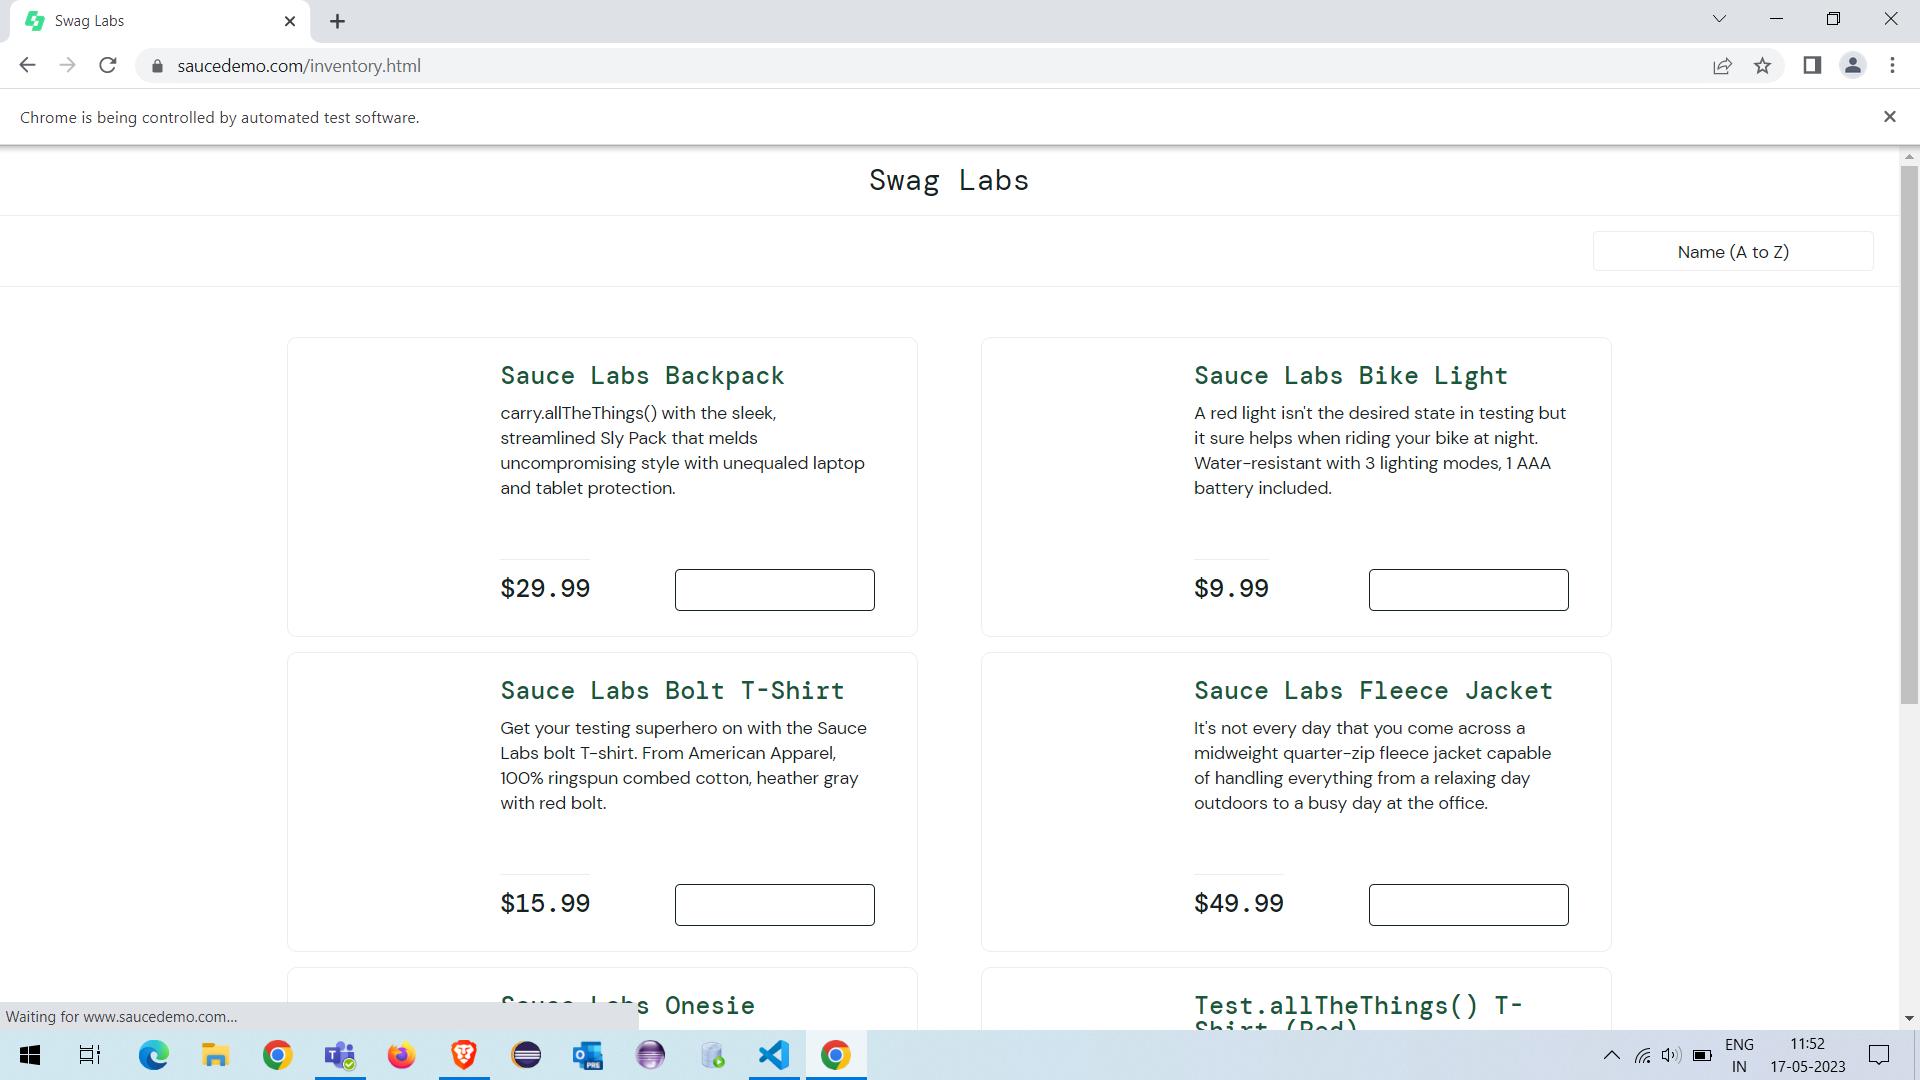 Swag Labs
saucedemo.com/inventory.html
Chrome is being controlled by automated test software.
Swag Labs
Name (A to Z)
Sauce Labs Backpack
carry.allTheThings() with the sleek,
streamlined Sly Pack that melds
uncompromising style with unequaled laptop
and tablet protection.
$29.99
Sauce Labs Bike Light
A red light isn't the desired state in testing but
it sure helps when riding your bike at night.
Water-resistant with 3 lighting modes, 1 AAA
battery included.
$9.99
Sauce Labs Bolt T-Shirt
Get your testing superhero on with the Sauce
Labs bolt T-shirt. From American Apparel,
100% ringspun combed cotton, heather gray
with red bolt.
$15.99
Sauce Labs Fleece Jacket
It's not every day that you come across a
midweight quarter-zip fleece jacket capable
of handling everything from a relaxing day
outdoors to a busy day at the office.
$49.99
Sauce Labs Onesie
Test.allTheThings() T-
Shirt (Red)
Waiting for www.saucedemo.com...
ENG
IN
11:52
17-05-2023